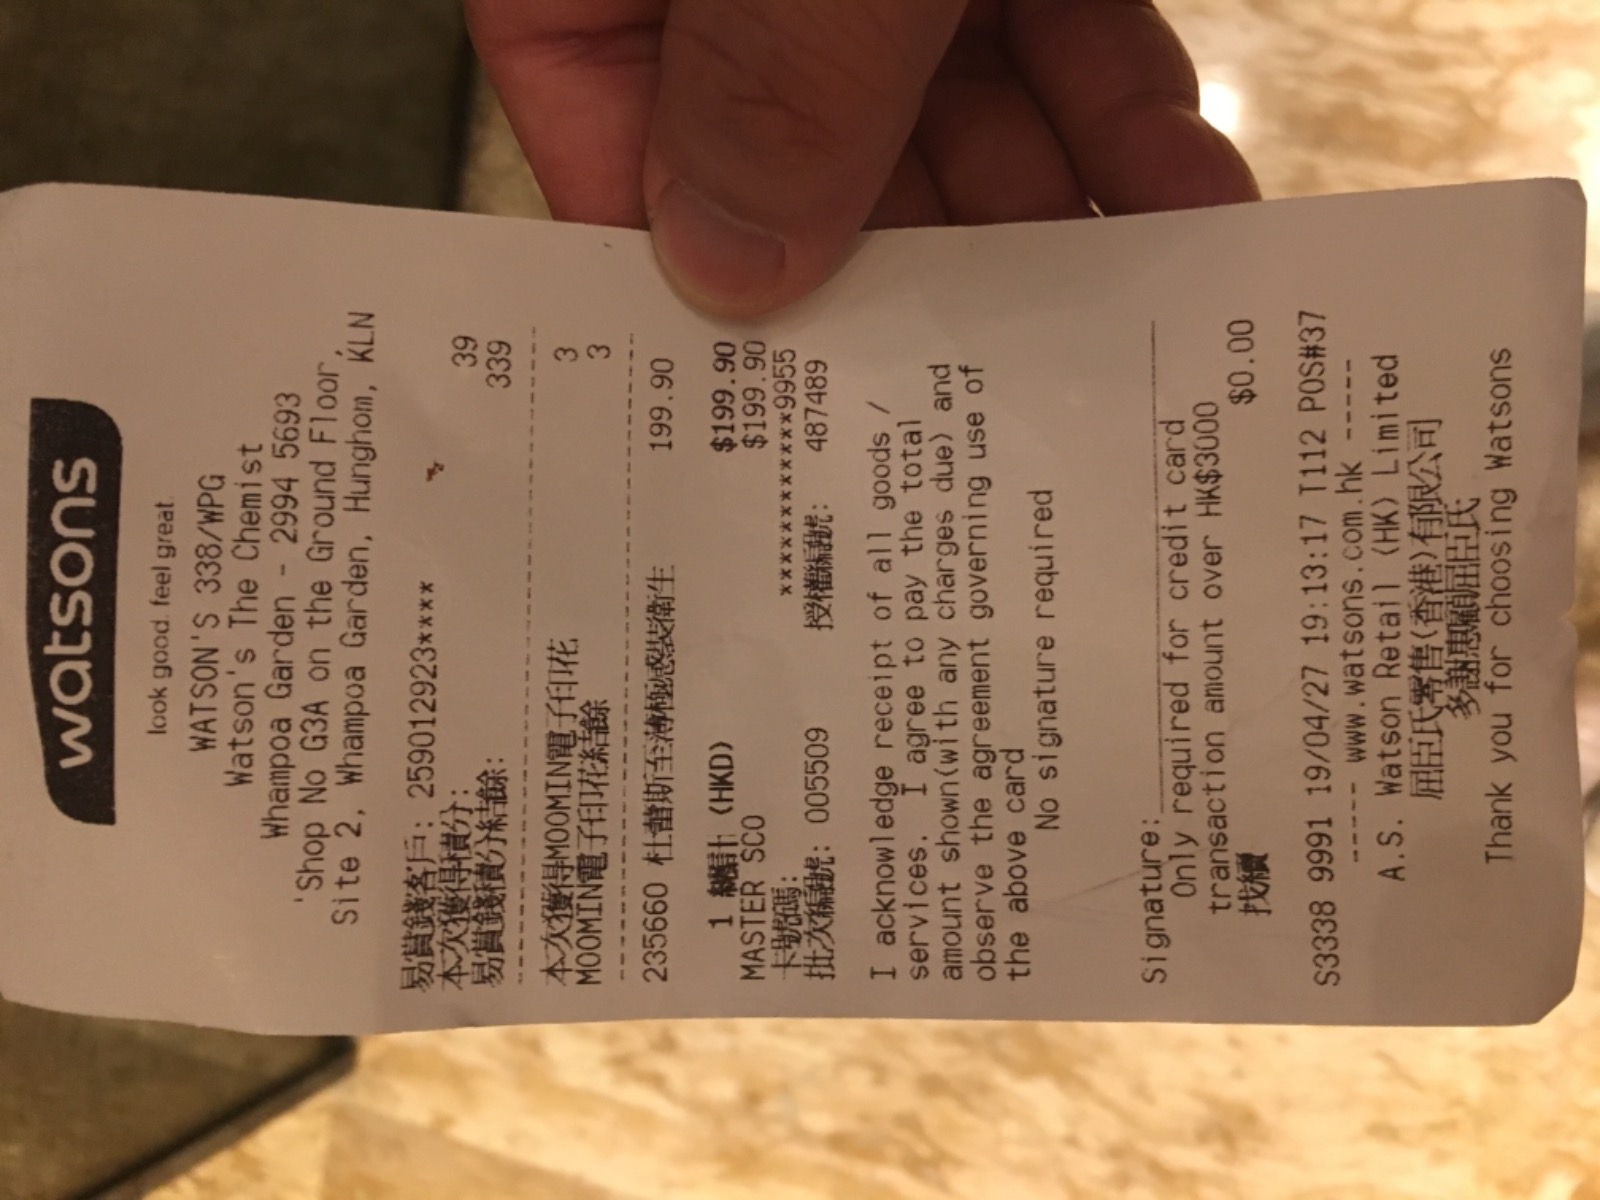 watsons
look good. feel great.
WATSON'S 338/WPG
Watson's The Chemist
Whampoa Garden - 2994 5693
'Shop No G3A on the Ground Floor,
Site 2, Whampoa Garden, Hunghom, KLN
易賞錢客戶: 259012923****
本次獲得積分: 39
易賞錢積分結餘: 339
本次獲得MOOMIN電子印花 3
MOOMIN電子印花結餘 3
235660 杜蕾斯至薄極感裝衛生 199.90
1 總計 (HKD) $199.90
MASTER SCO $199.90
卡號碼: ************9955
批次編號: 005509 授權編號: 487489
I acknowledge receipt of all goods /
services. I agree to pay the total
amount shown(with any charges due) and
observe the agreement governing use of
the above card
No signature required
Signature:
Only required for credit card
transaction amount over HK$3000
找續 $0.00
S3338 9991 19/04/27 19:13:17 T112 POS#37
----- www.watsons.com.hk -----
A.S. Watson Retail (HK) Limited
屈臣氏零售(香港)有限公司
多謝惠顧屈臣氏
Thank you for choosing Watsons